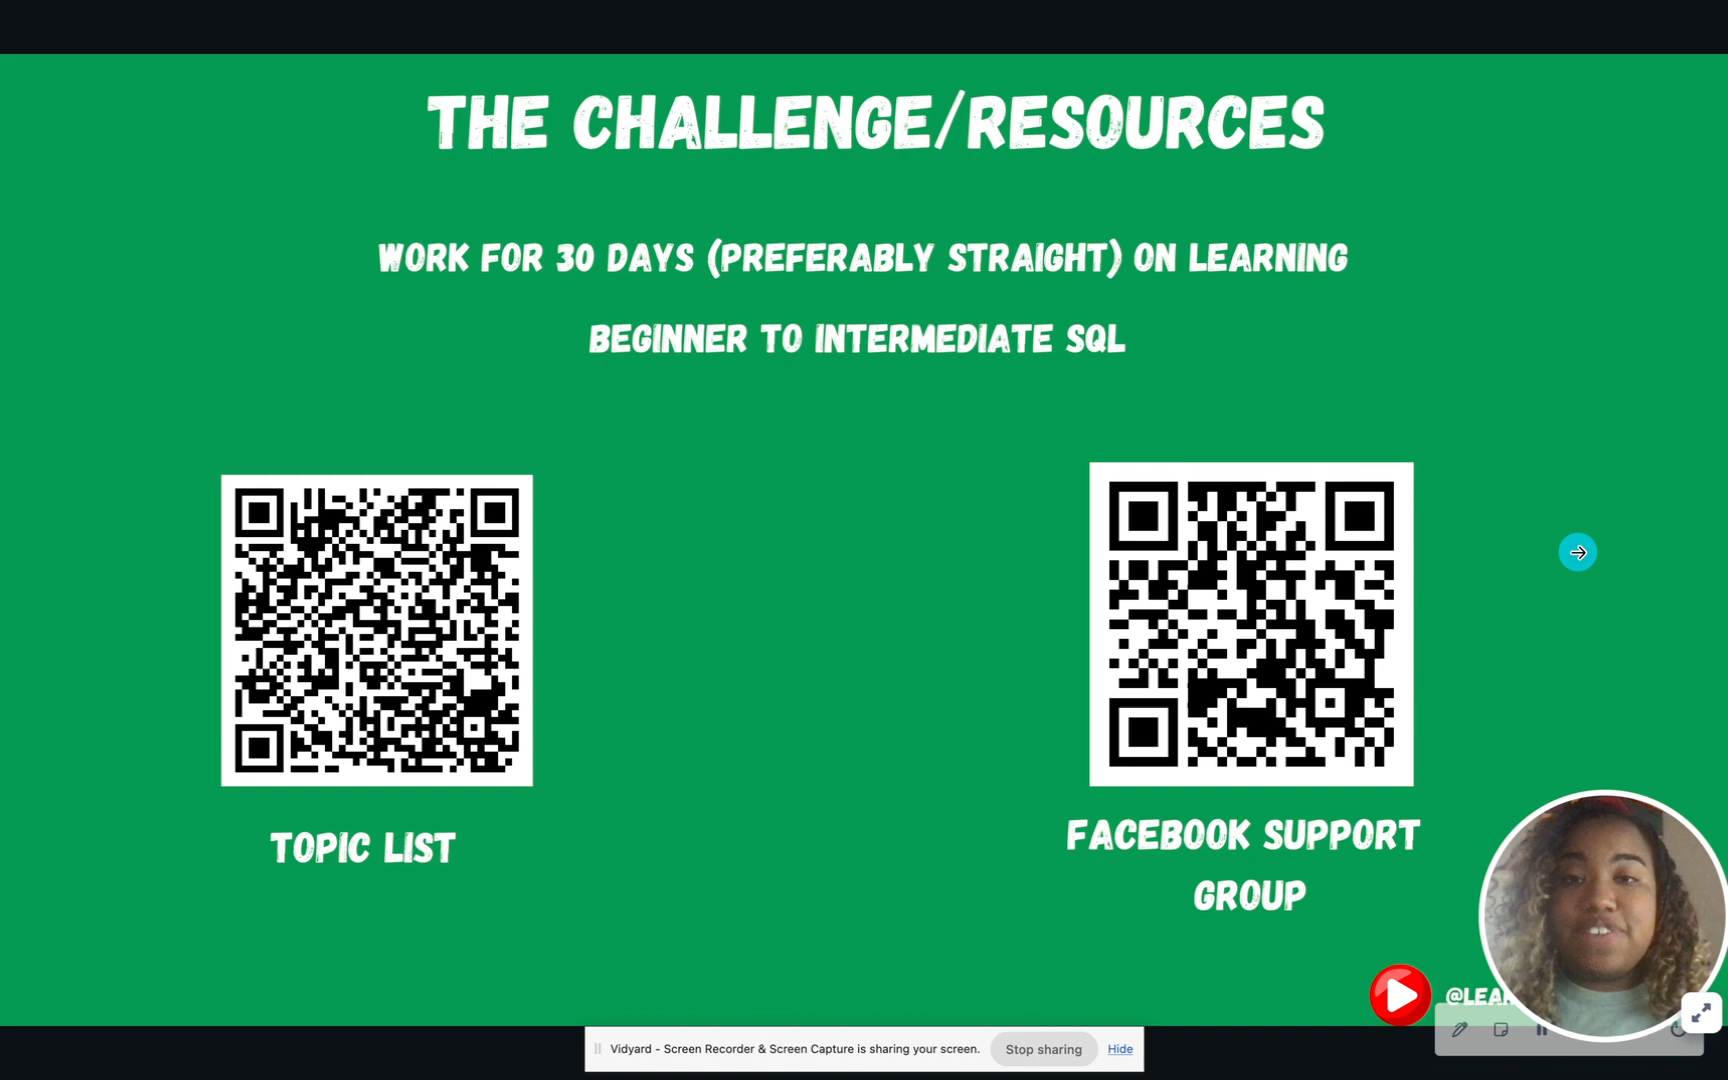 THE CHALLENGE/RESOURCES
WORK FOR 30 DAYS (PREFERABLY STRAIGHT) ON LEARNING
BEGINNER TO INTERMEDIATE SQL
TOPIC LIST
FACEBOOK SUPPORT
GROUP
Vidyard - Screen Recorder & Screen Capture is sharing your screen.
Stop sharing
Hide